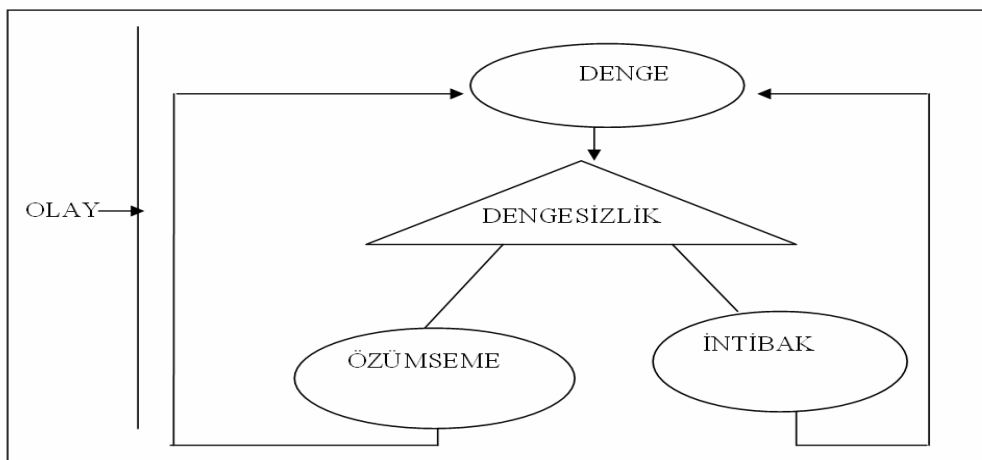 DENGE
DENGESİZLİK
OLAY
ÖZÜMSEME
İNTİBAK